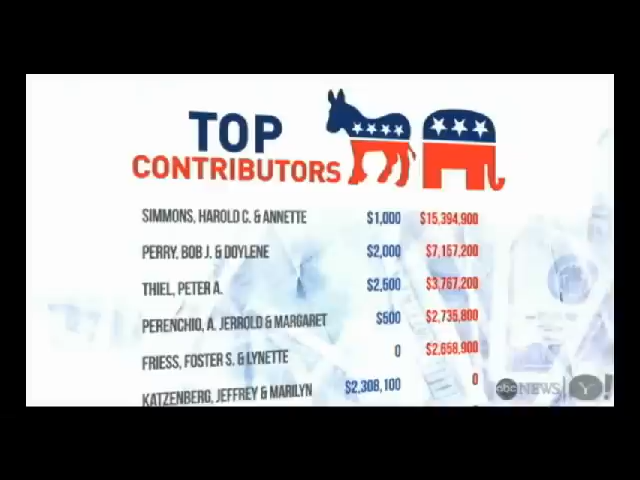 TOP
CONTRIBUTORS
SIMMONS, HAROLD C. & ANNETTE $1,000 $15,394,900
PERRY, BOB J. & DOYLENE $2,000 $7,157,200
THIEL, PETER A. $2,500 $3,767,200
PERENCHIO, A. JERROLD & MARGARET $500 $2,735,800
FRIESS, FOSTER S. & LYNETTE 0 $2,658,900
KATZENBERG, JEFFREY & MARILYN $2,308,100 0
abc NEWS Y!